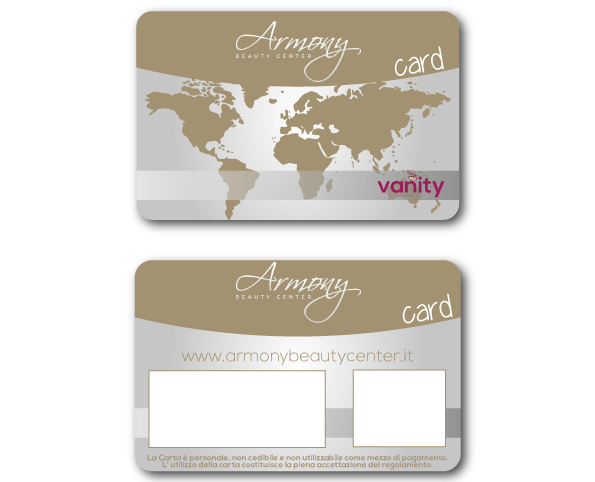 Armony
BEAUTY CENTER
card
vanity
Armony
BEAUTY CENTER
card
www.armonybeautycenter.it
La Carta è personale, non cedibile e non utilizzabile come mezzo di pagamento.
L' utilizzo della carta costituisce la piena accettazione del regolamento.